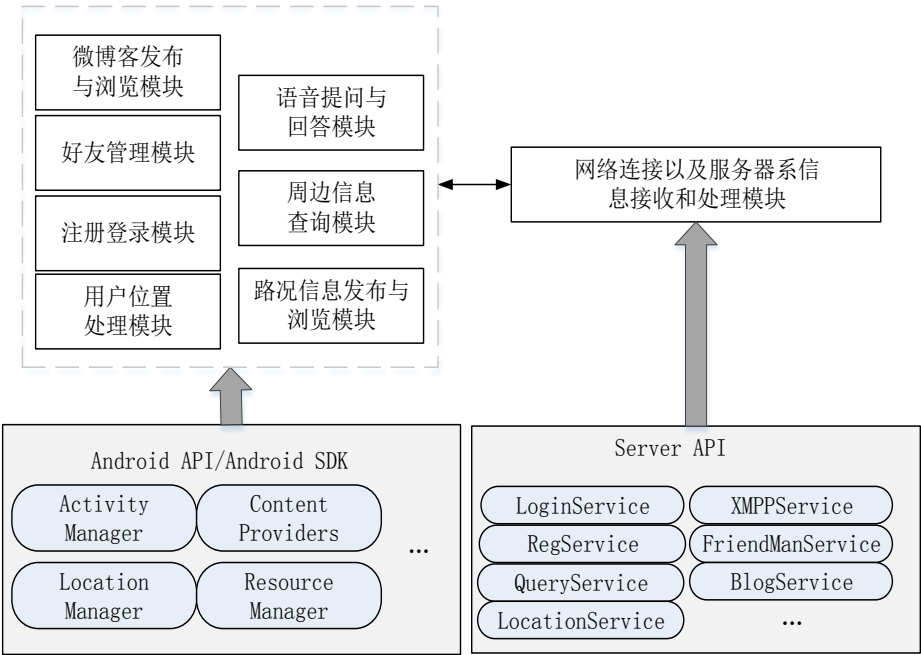 微博客发布
与浏览模块
好友管理模块
注册登录模块
用户位置
处理模块
语音提问与
回答模块
周边信息
查询模块
路况信息发布与
浏览模块
网络连接以及服务器系信
息接收和处理模块
Android API/Android SDK
Activity
Manager
Content
Providers
Location
Manager
Resource
Manager
...
Server API
LoginService
XMPPService
RegService
FriendManService
QueryService
BlogService
LocationService
...